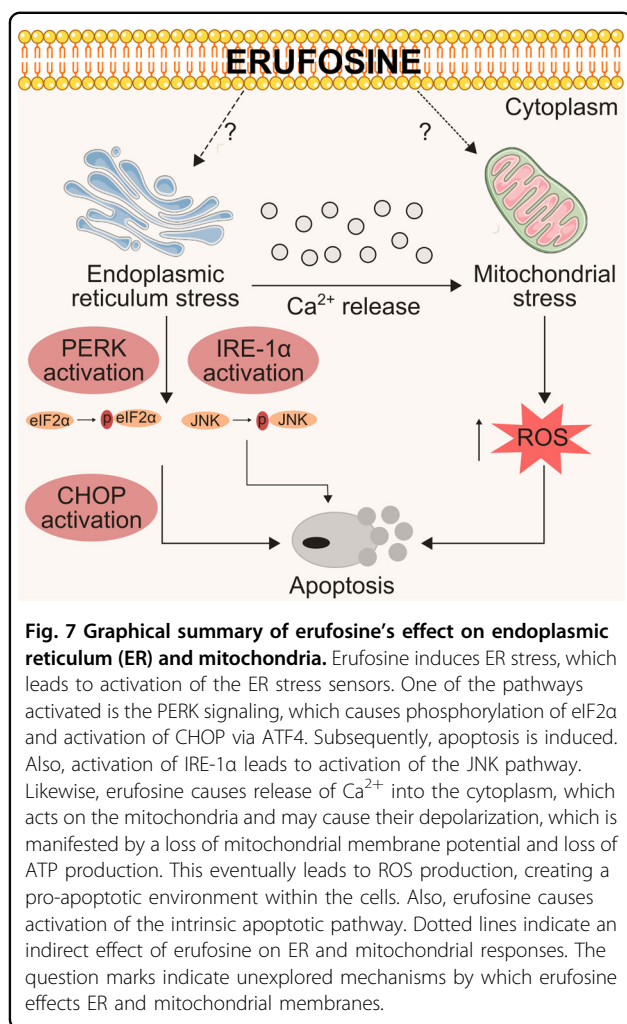 ERUFOSINE
Cytoplasm
?
?
Endoplasmic
reticulum stress
Ca²⁺ release
Mitochondrial
stress
PERK
activation
IRE-1α
activation
eIF2α
p
eIF2α
JNK
p
JNK
ROS
CHOP
activation
Apoptosis
Fig. 7 Graphical summary of erufosine's effect on endoplasmic
reticulum (ER) and mitochondria. Erufosine induces ER stress, which
leads to activation of the ER stress sensors. One of the pathways
activated is the PERK signaling, which causes phosphorylation of eIF2α
and activation of CHOP via ATF4. Subsequently, apoptosis is induced.
Also, activation of IRE-1α leads to activation of the JNK pathway.
Likewise, erufosine causes release of Ca²⁺ into the cytoplasm, which
acts on the mitochondria and may cause their depolarization, which is
manifested by a loss of mitochondrial membrane potential and loss of
ATP production. This eventually leads to ROS production, creating a
pro-apoptotic environment within the cells. Also, erufosine causes
activation of the intrinsic apoptotic pathway. Dotted lines indicate an
indirect effect of erufosine on ER and mitochondrial responses. The
question marks indicate unexplored mechanisms by which erufosine
effects ER and mitochondrial membranes.